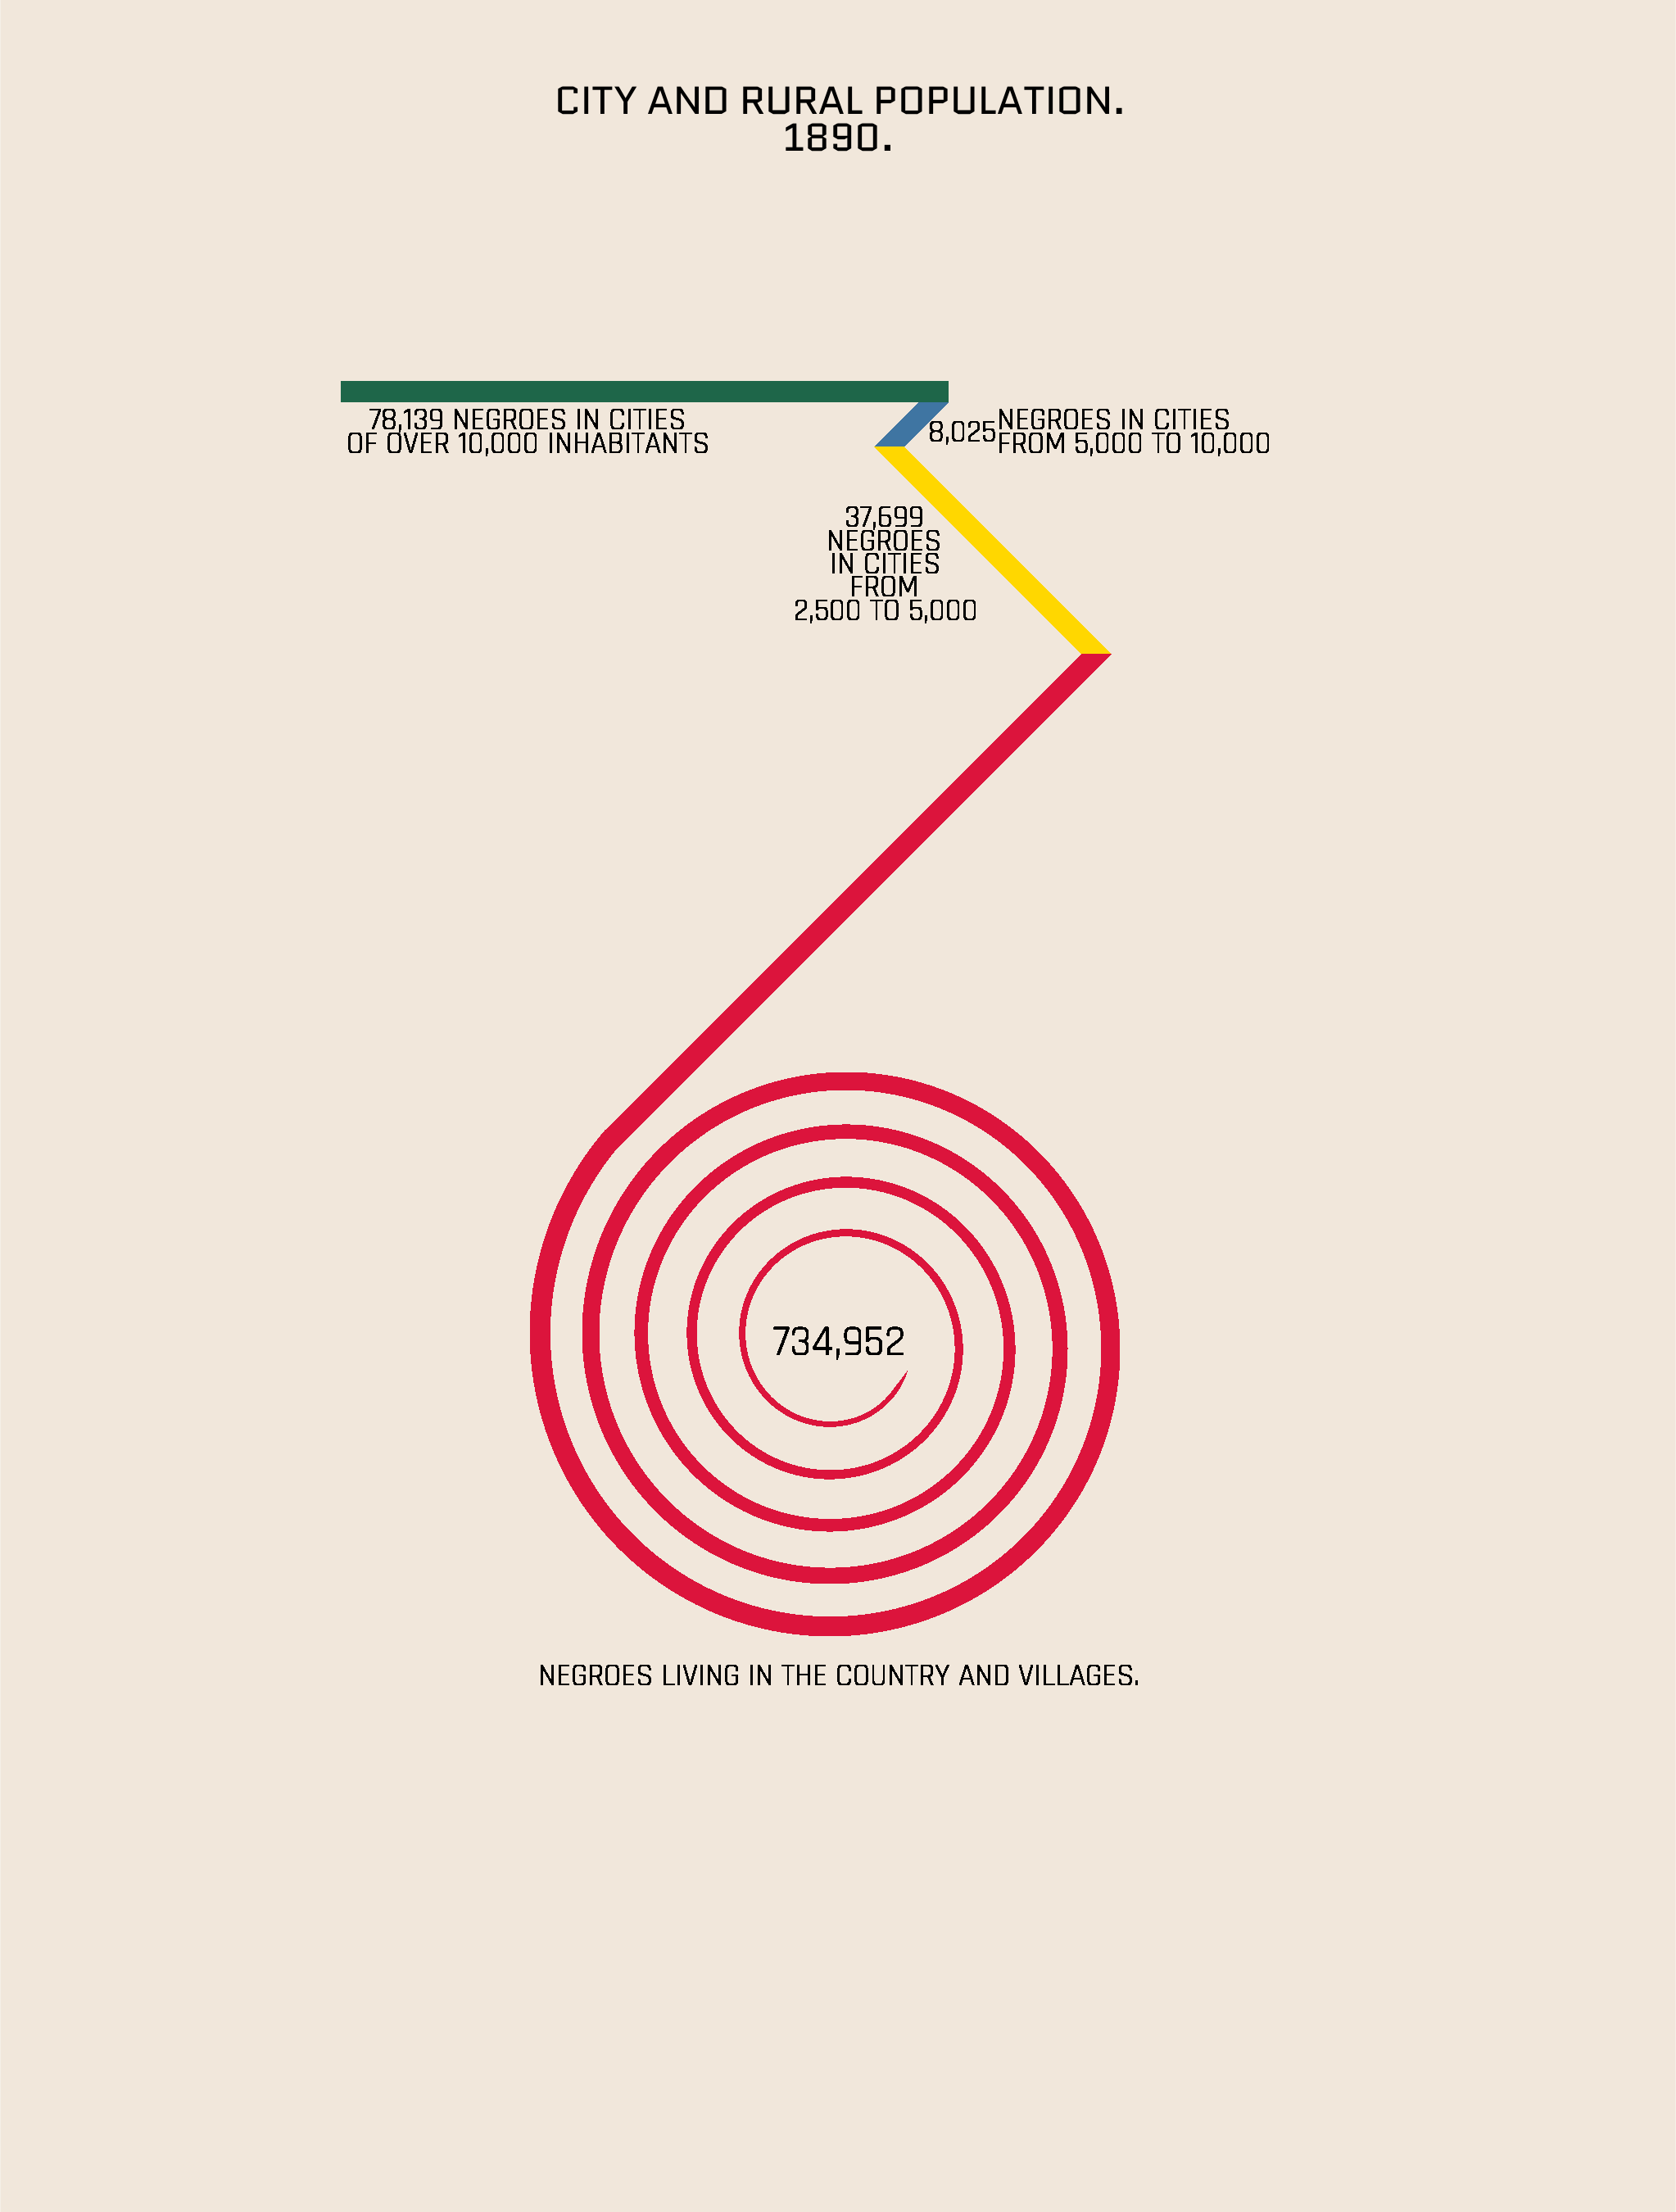 CITY AND RURAL POPULATION.
1890.
78,139 NEGROES IN CITIES
OF OVER 10,000 INHABITANTS
8,025
NEGROES IN CITIES
FROM 5,000 TO 10,000
37,699
NEGROES
IN CITIES
FROM
2,500 TO 5,000
734,952
NEGROES LIVING IN THE COUNTRY AND VILLAGES.